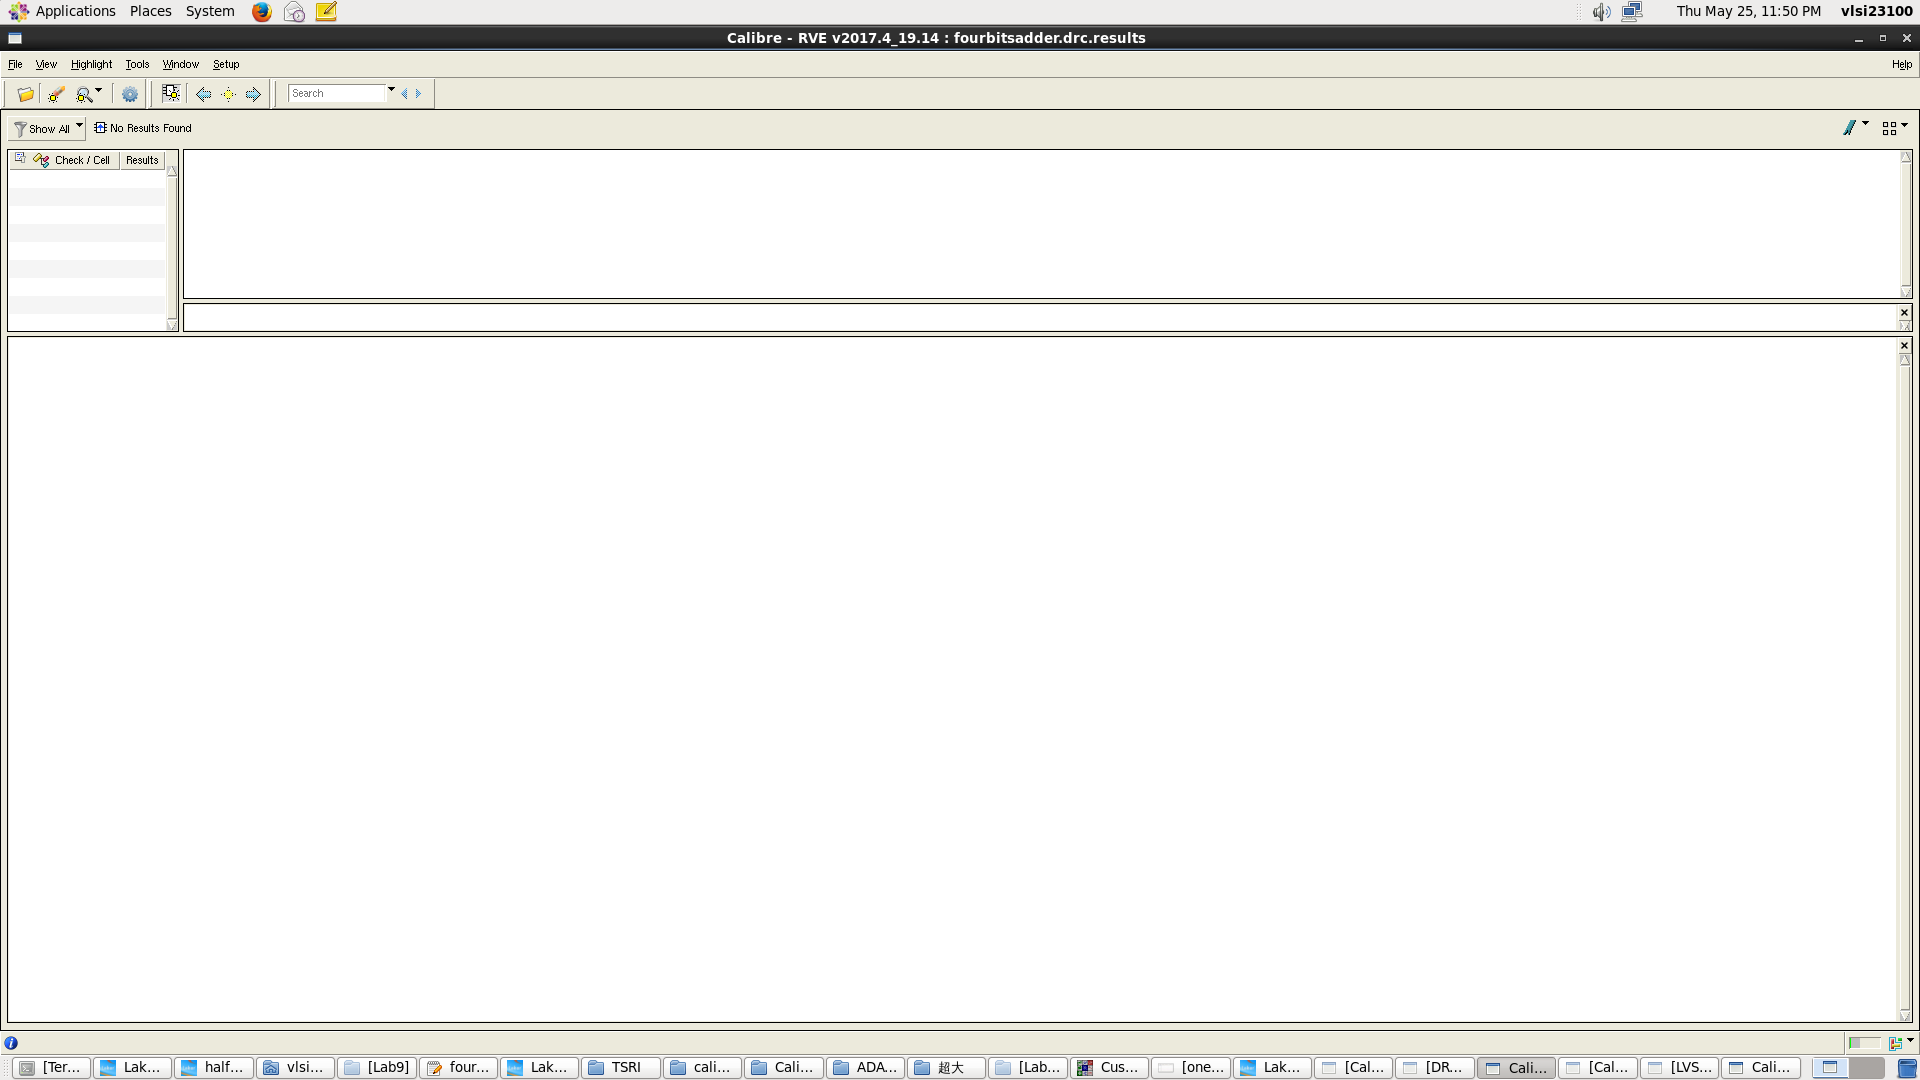 Applications Places System Thu May 25, 11:50 PM vlsi23100
Calibre - RVE v2017.4_19.14 : fourbitsadder.drc.results
File View Highlight Tools Window Setup Help
Search
Show All No Results Found
Check / Cell Results
[Ter... Lak... half... vlsi... [Lab9] four... Lak... TSRI cali... Cali... ADA... 超大 [Lab... Cus... [one... Lak... [Cal... [DR... Cali... [Cal... [LVS... Cali...